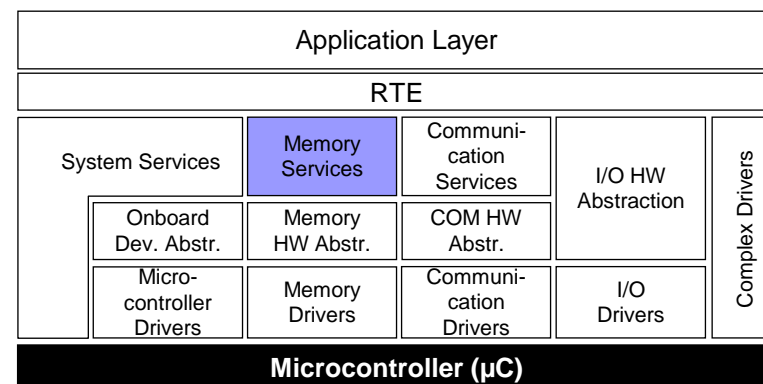 Application Layer
RTE
System Services
Memory
Services
Communi-
cation
Services
I/O HW
Abstraction
Complex Drivers
Onboard
Dev. Abstr.
Memory
HW Abstr.
COM HW
Abstr.
Micro-
controller
Drivers
Memory
Drivers
Communi-
cation
Drivers
I/O
Drivers
Microcontroller (µC)